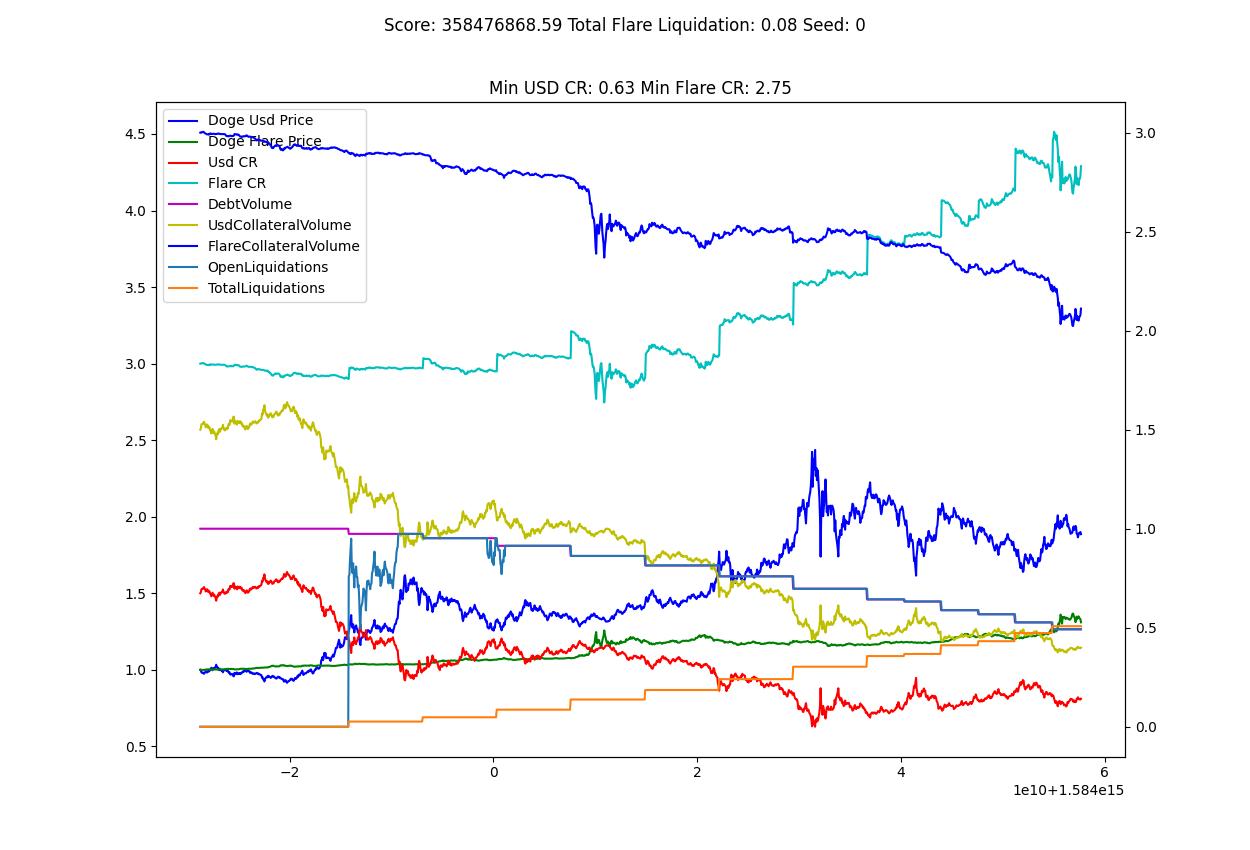 Score: 358476868.59 Total Flare Liquidation: 0.08 Seed: 0
Min USD CR: 0.63 Min Flare CR: 2.75
Doge Usd Price
Doge Flare Price
Usd CR
Flare CR
DebtVolume
UsdCollateralVolume
FlareCollateralVolume
OpenLiquidations
TotalLiquidations
4.5
4.0
3.5
3.0
2.5
2.0
1.5
1.0
0.5
3.0
2.5
2.0
1.5
1.0
0.5
0.0
−2
0
2
4
6
1e10+1.584e15